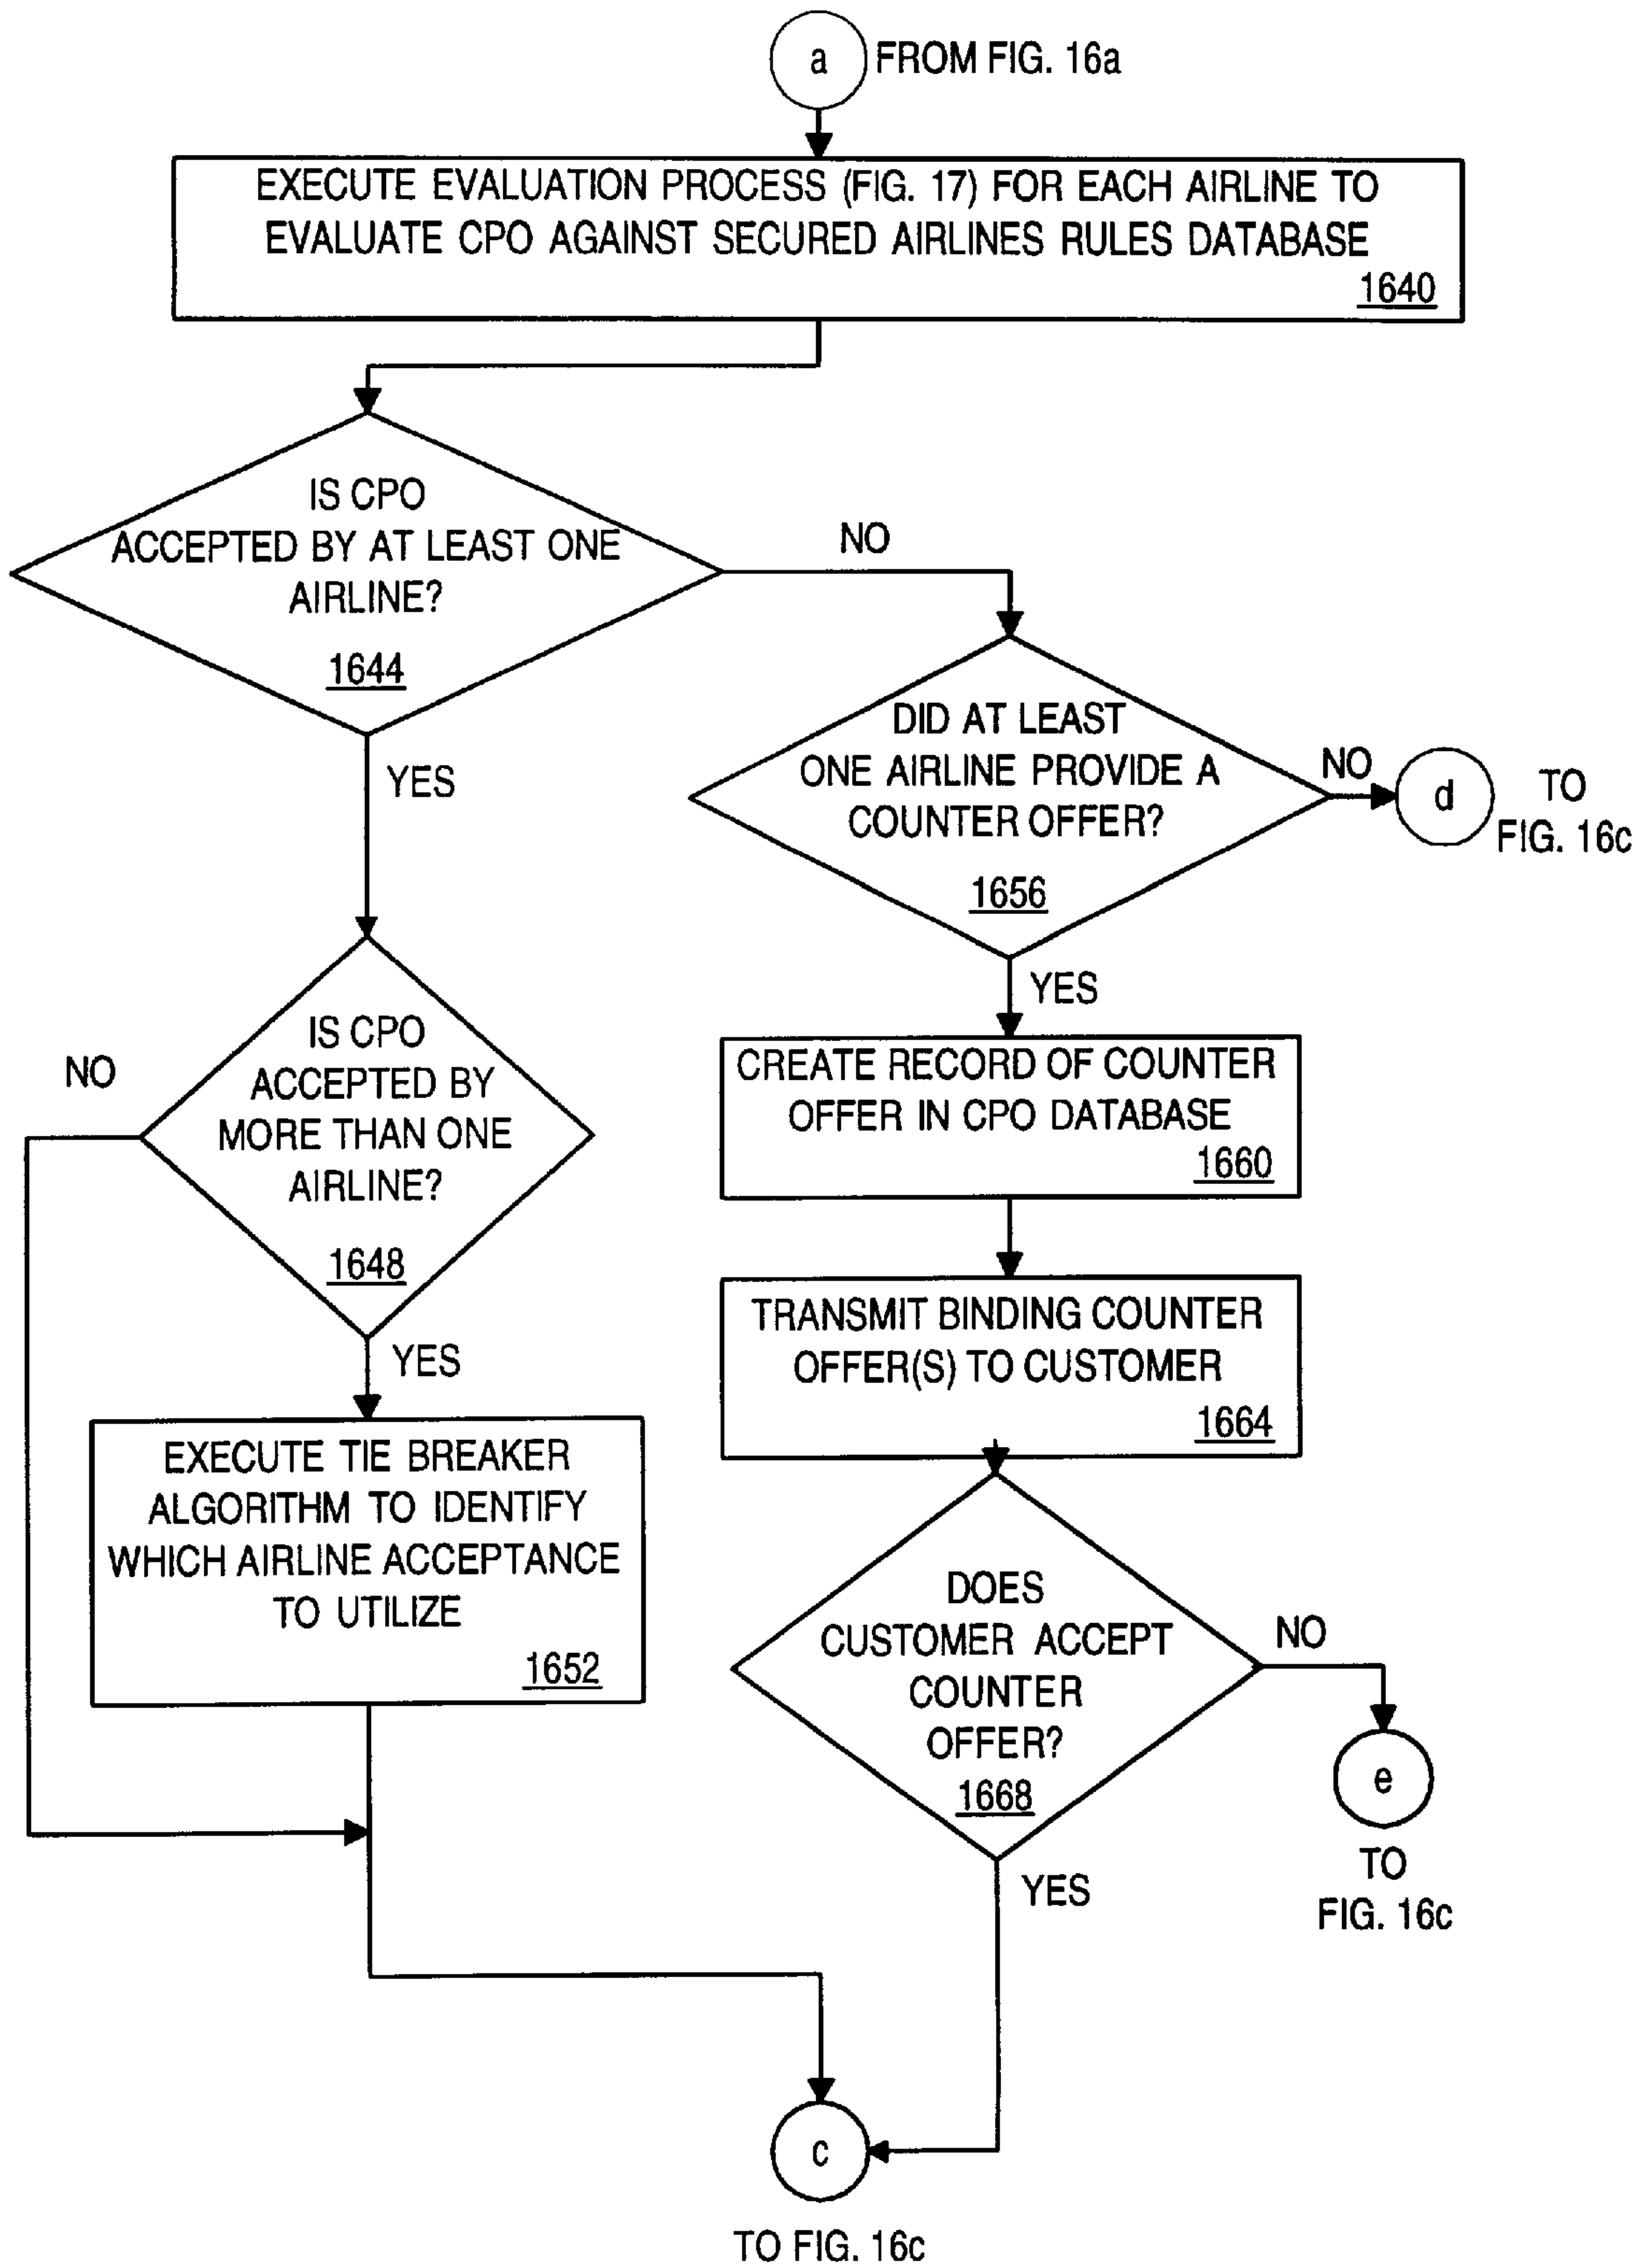 a
FROM FIG. 16a
EXECUTE EVALUATION PROCESS (FIG. 17) FOR EACH AIRLINE TO
EVALUATE CPO AGAINST SECURED AIRLINES RULES DATABASE
1640
IS CPO
ACCEPTED BY AT LEAST ONE
AIRLINE?
1644
NO
YES
DID AT LEAST
ONE AIRLINE PROVIDE A
COUNTER OFFER?
1656
NO
d
TO
FIG. 16c
YES
IS CPO
ACCEPTED BY
MORE THAN ONE
AIRLINE?
1648
NO
YES
CREATE RECORD OF COUNTER
OFFER IN CPO DATABASE
1660
TRANSMIT BINDING COUNTER
OFFER(S) TO CUSTOMER
1664
EXECUTE TIE BREAKER
ALGORITHM TO IDENTIFY
WHICH AIRLINE ACCEPTANCE
TO UTILIZE
1652
DOES
CUSTOMER ACCEPT
COUNTER
OFFER?
1668
NO
e
TO
FIG. 16c
YES
c
TO FIG. 16c